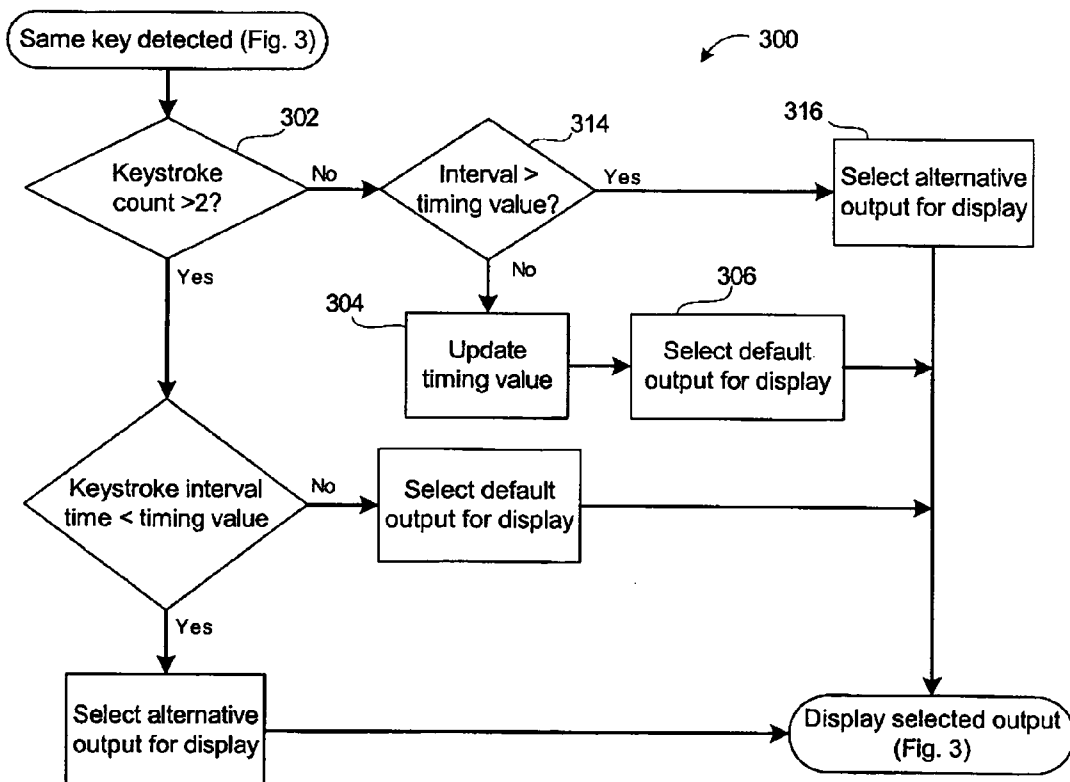 Same key detected (Fig. 3)
300
302
314
316
Keystroke
count >2?
No
Interval >
timing value?
Yes
Select alternative
output for display
Yes
No
304
306
Update
timing value
Select default
output for display
Keystroke interval
time < timing value
No
Select default
output for display
Yes
Select alternative
output for display
Display selected output
(Fig. 3)